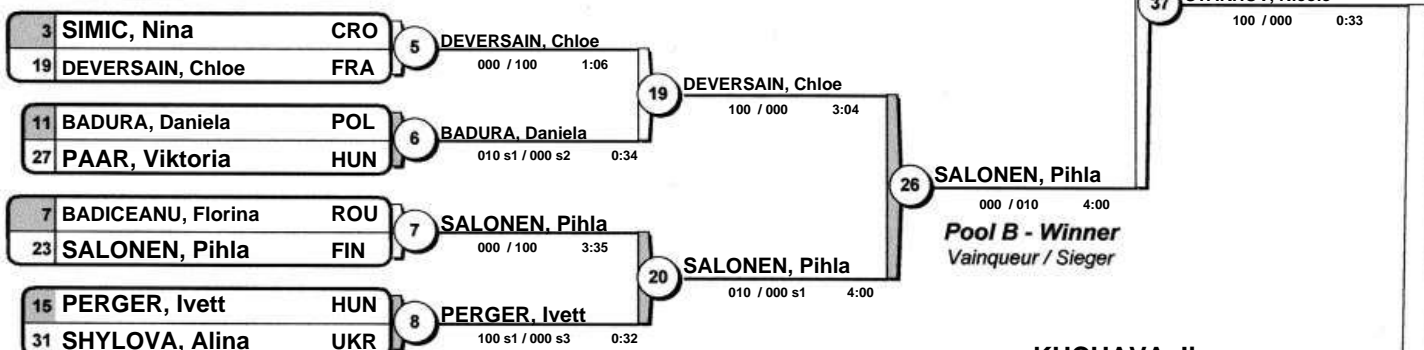 37
100 / 000 0:33
3 SIMIC, Nina CRO
19 DEVERSAIN, Chloe FRA
5 DEVERSAIN, Chloe
000 / 100 1:06
11 BADURA, Daniela POL
27 PAAR, Viktoria HUN
6 BADURA, Daniela
010 s1 / 000 s2 0:34
19 DEVERSAIN, Chloe
100 / 000 3:04
7 BADICEANU, Florina ROU
23 SALONEN, Pihla FIN
7 SALONEN, Pihla
000 / 100 3:35
15 PERGER, Ivett HUN
31 SHYLOVA, Alina UKR
8 PERGER, Ivett
100 s1 / 000 s3 0:32
20 SALONEN, Pihla
010 / 000 s1 4:00
26 SALONEN, Pihla
000 / 010 4:00
Pool B - Winner
Vainqueur / Sieger